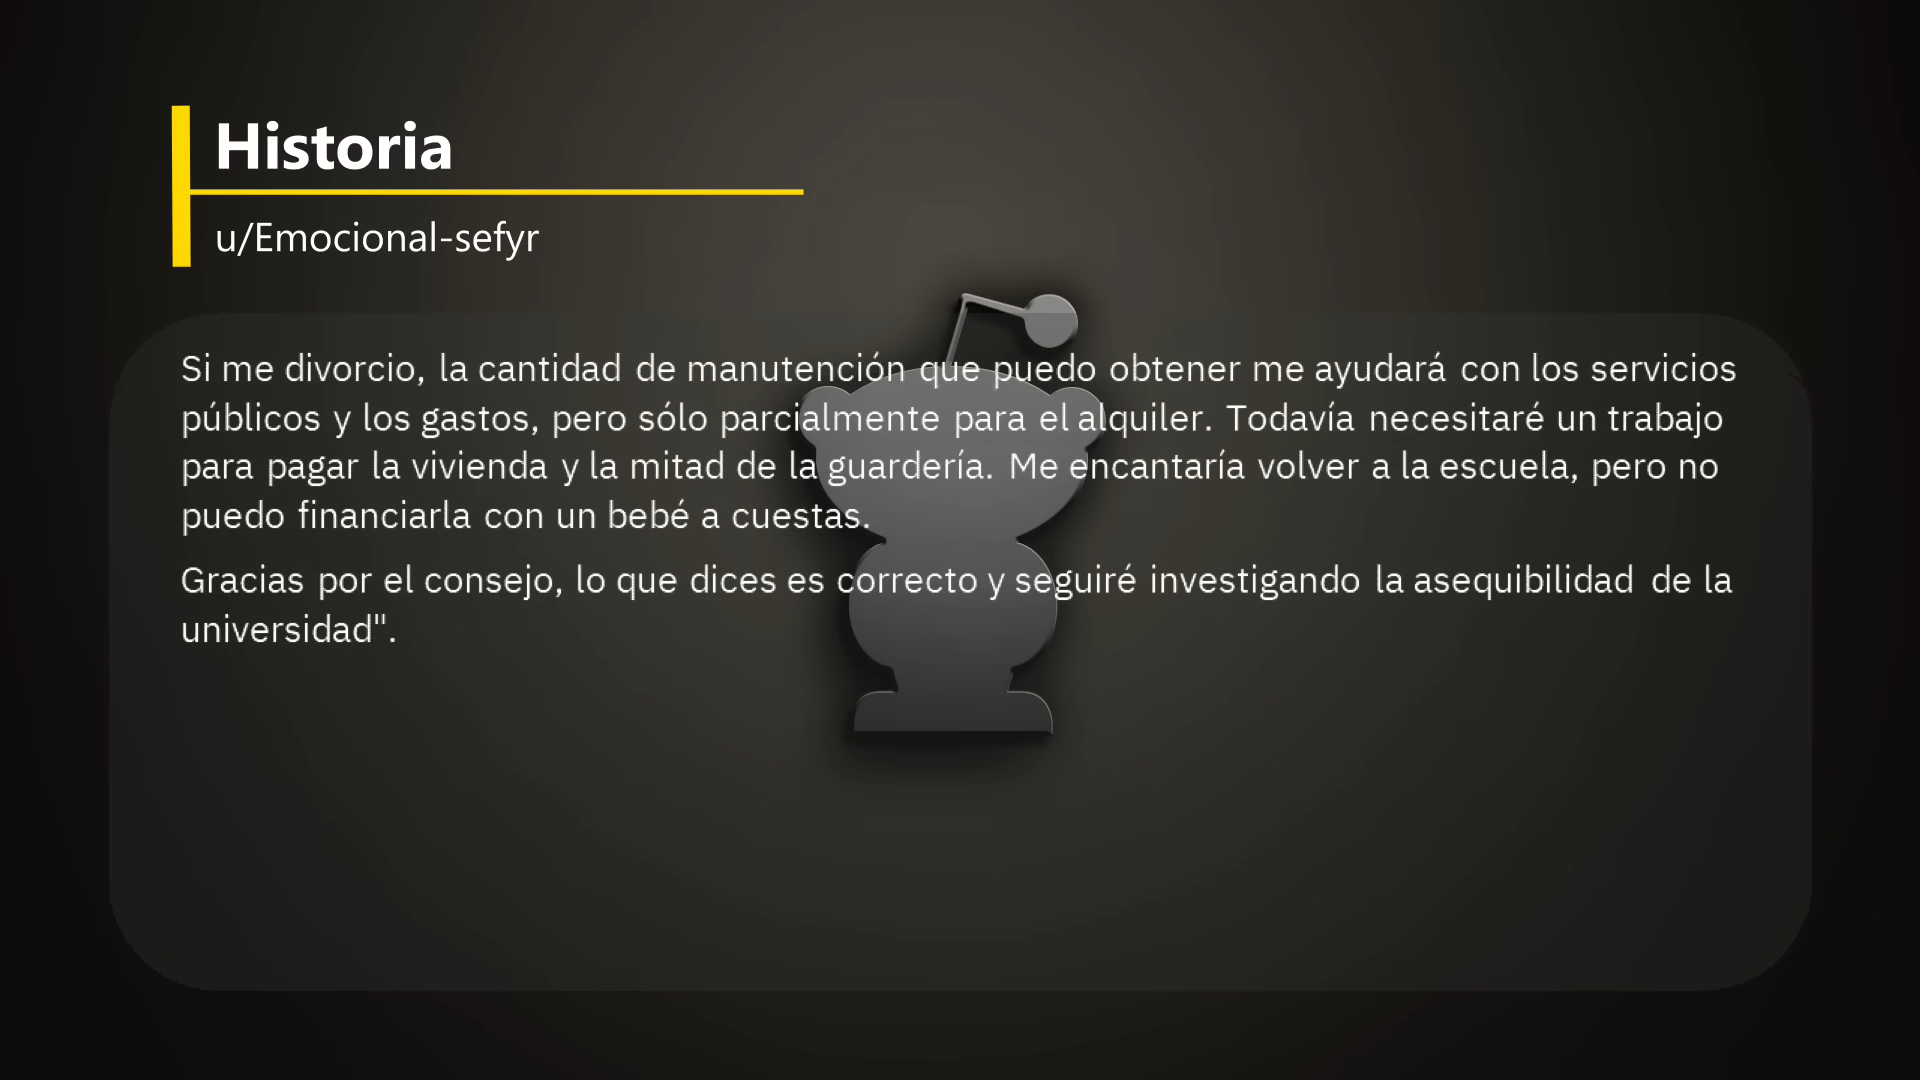 Historia
u/Emocional-sefyr
Si me divorcio, la cantidad de manutención que puedo obtener me ayudará con los servicios
públicos y los gastos, pero sólo parcialmente para el alquiler. Todavía necesitaré un trabajo
para pagar la vivienda y la mitad de la guardería. Me encantaría volver a la escuela, pero no
puedo financiarla con un bebé a cuestas.
Gracias por el consejo, lo que dices es correcto y seguiré investigando la asequibilidad de la
universidad".